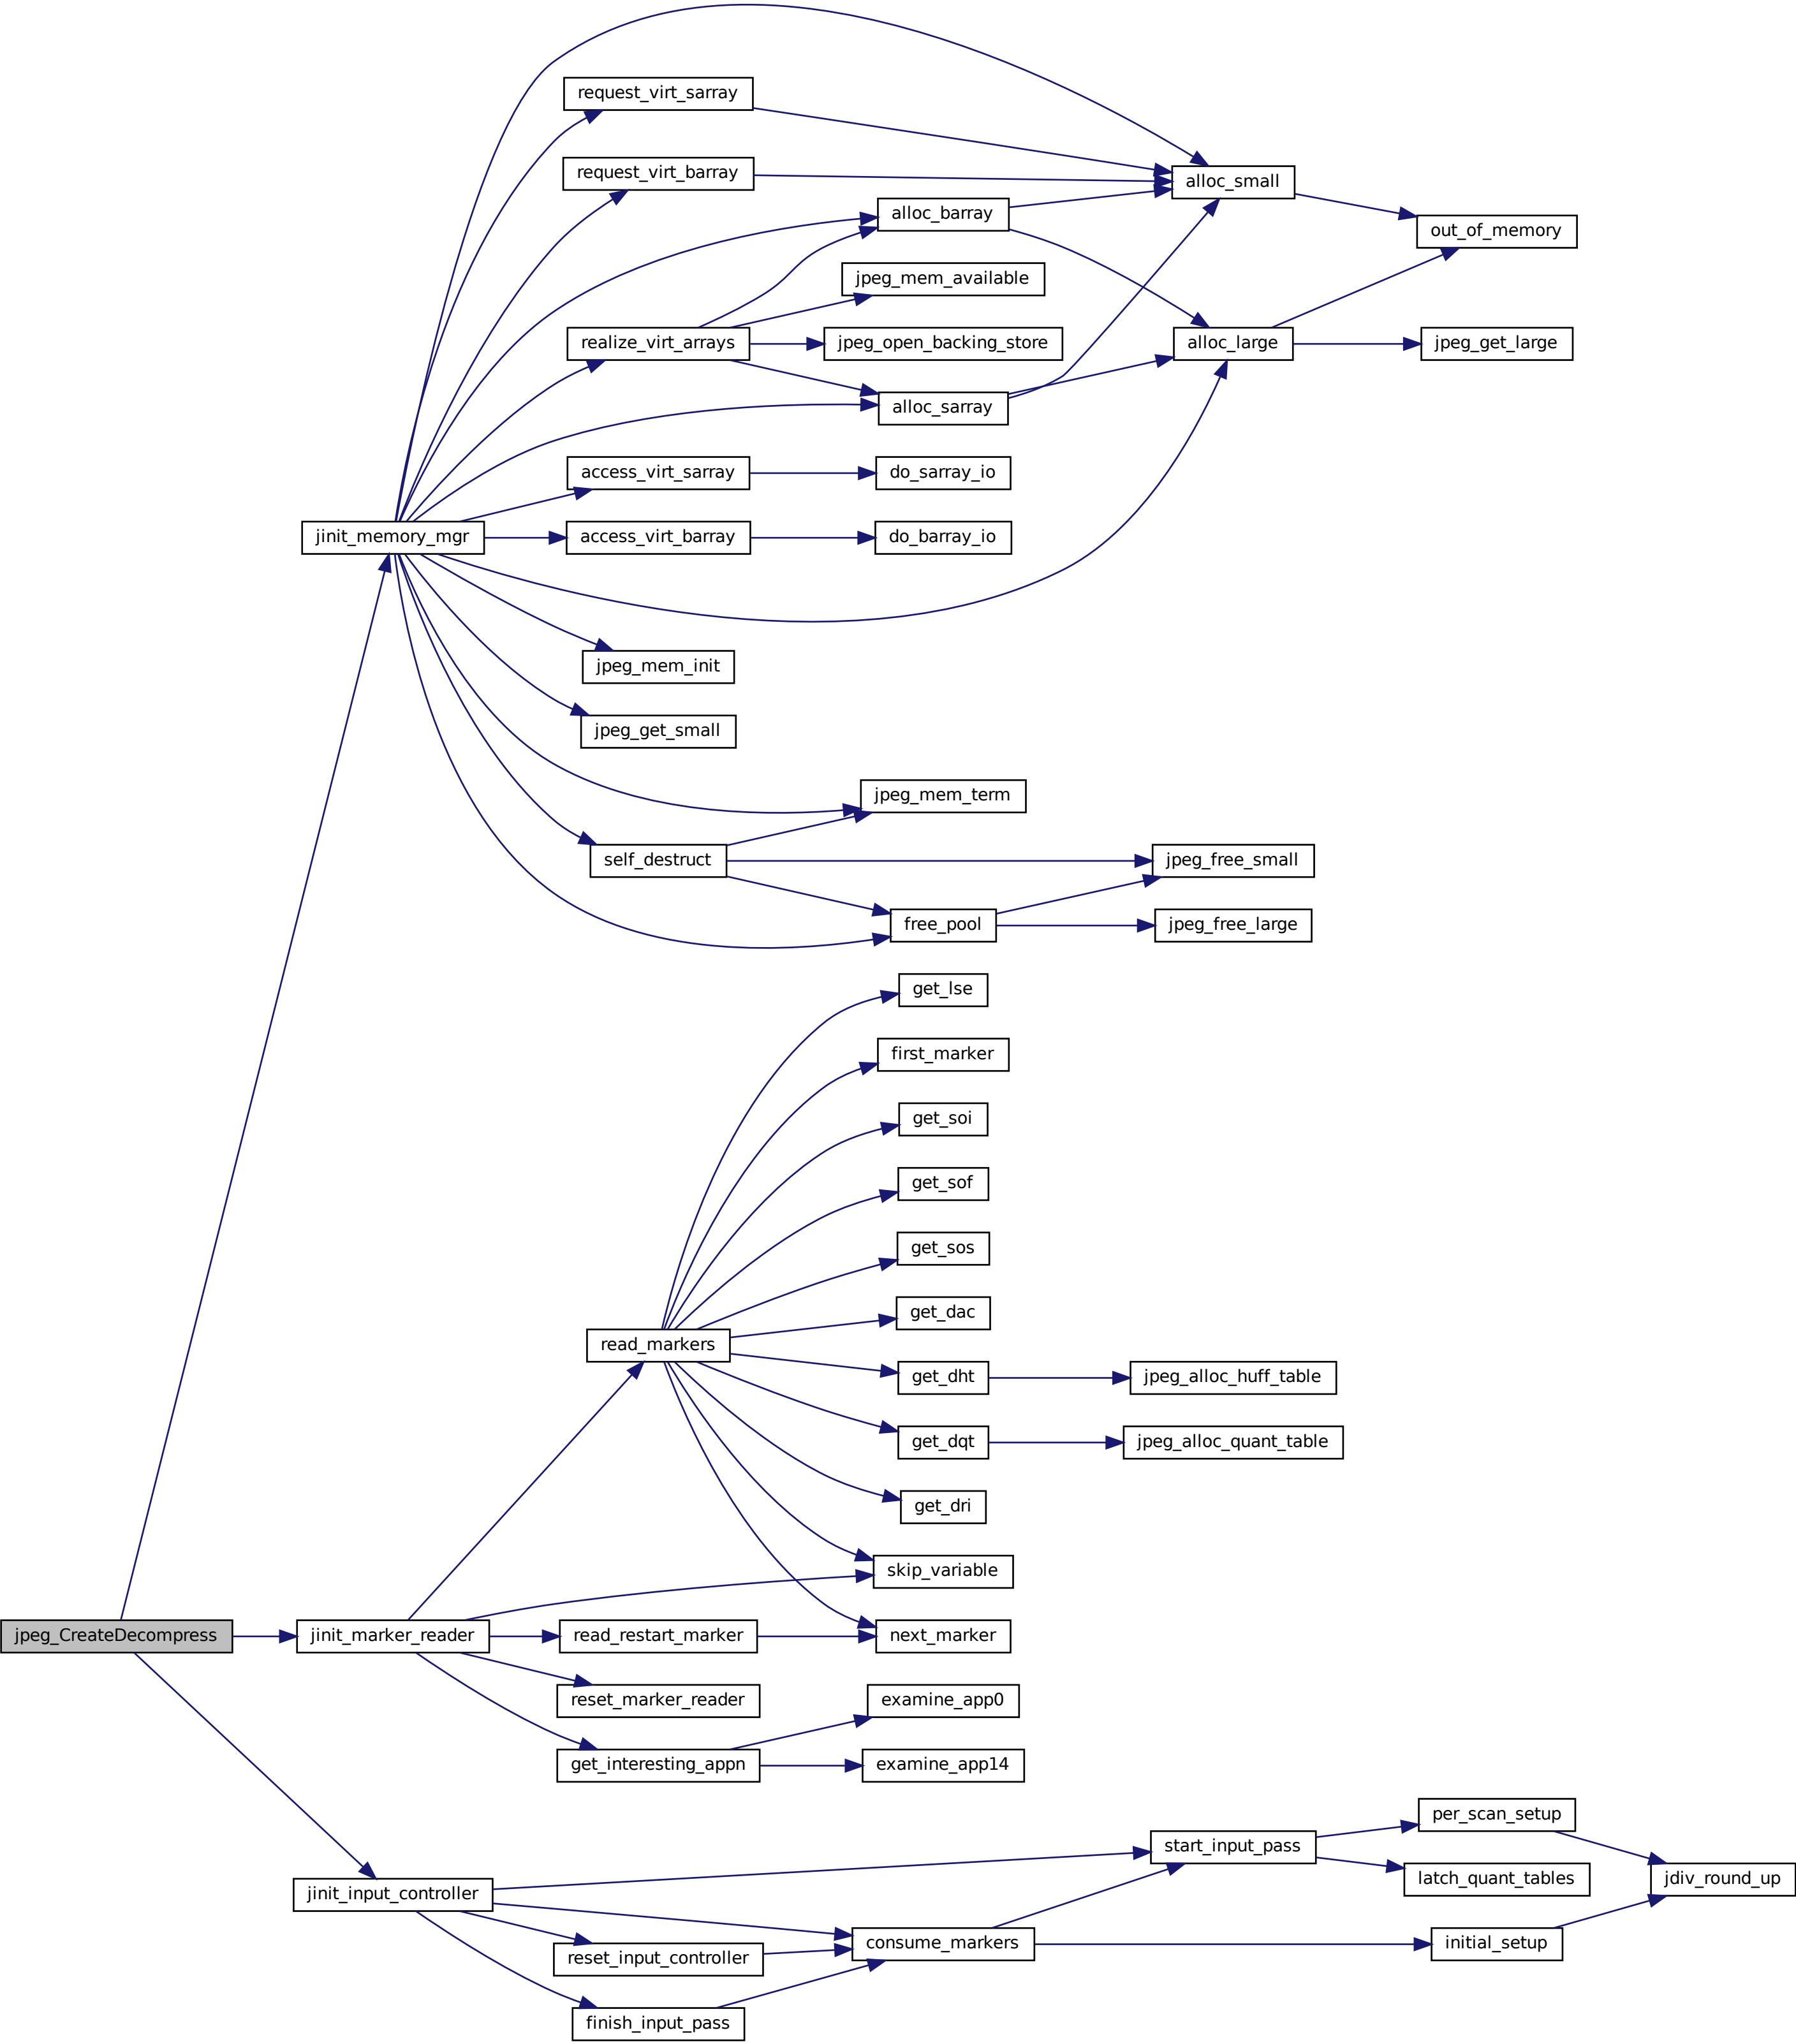 request_virt_sarray
request_virt_barray
alloc_small
alloc_barray
out_of_memory
jpeg_mem_available
realize_virt_arrays
jpeg_open_backing_store
alloc_large
jpeg_get_large
alloc_sarray
access_virt_sarray
do_sarray_io
jinit_memory_mgr
access_virt_barray
do_barray_io
jpeg_mem_init
jpeg_get_small
jpeg_mem_term
self_destruct
jpeg_free_small
free_pool
jpeg_free_large
get_lse
first_marker
get_soi
get_sof
get_sos
get_dac
read_markers
get_dht
jpeg_alloc_huff_table
get_dqt
jpeg_alloc_quant_table
get_dri
skip_variable
jpeg_CreateDecompress
jinit_marker_reader
read_restart_marker
next_marker
reset_marker_reader
examine_app0
get_interesting_appn
examine_app14
per_scan_setup
start_input_pass
jinit_input_controller
latch_quant_tables
jdiv_round_up
consume_markers
initial_setup
reset_input_controller
finish_input_pass